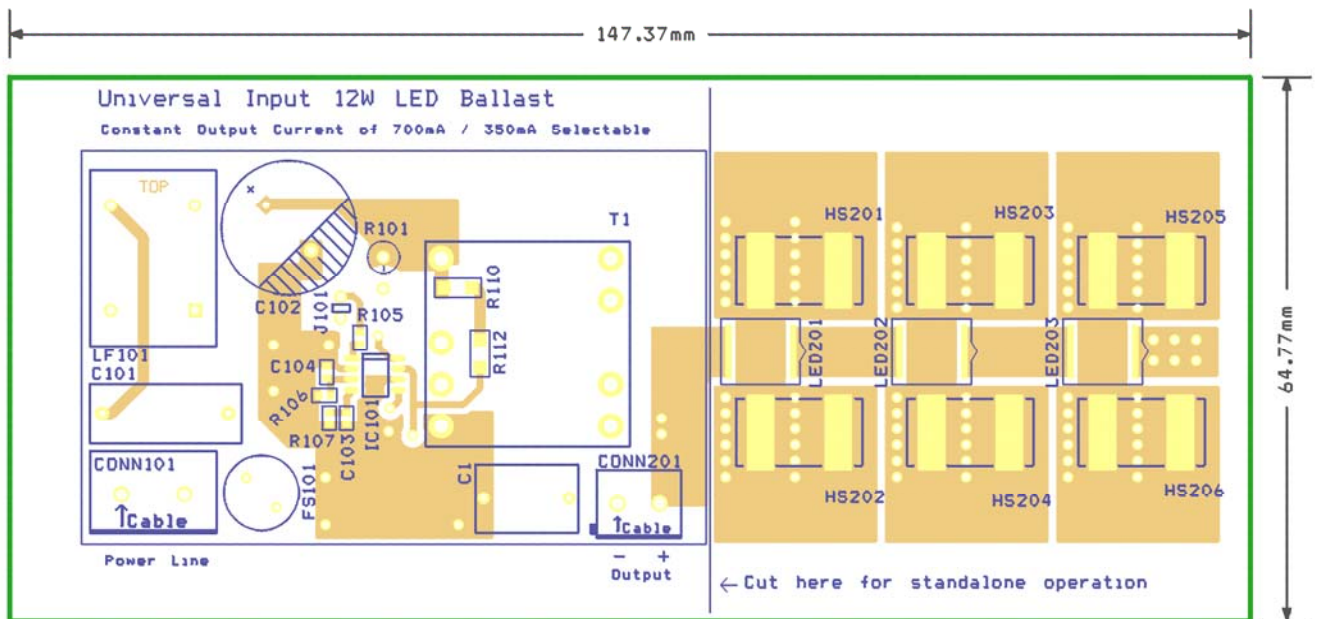 147.37mm
Universal Input 12W LED Ballast
Constant Output Current of 700mA / 350mA Selectable
TOP
×
R101
T1
HS201
HS203
HS205
C102
J101
R105
R110
R112
64.77mm
LF101
C101
C104
LED201
LED202
LED203
R106
R107
C103
IC101
CONN101
FS101
C1
CONN201
HS202
HS204
HS206
↑Cable
↑Cable
Power Line
- +
Output
←Cut here for standalone operation